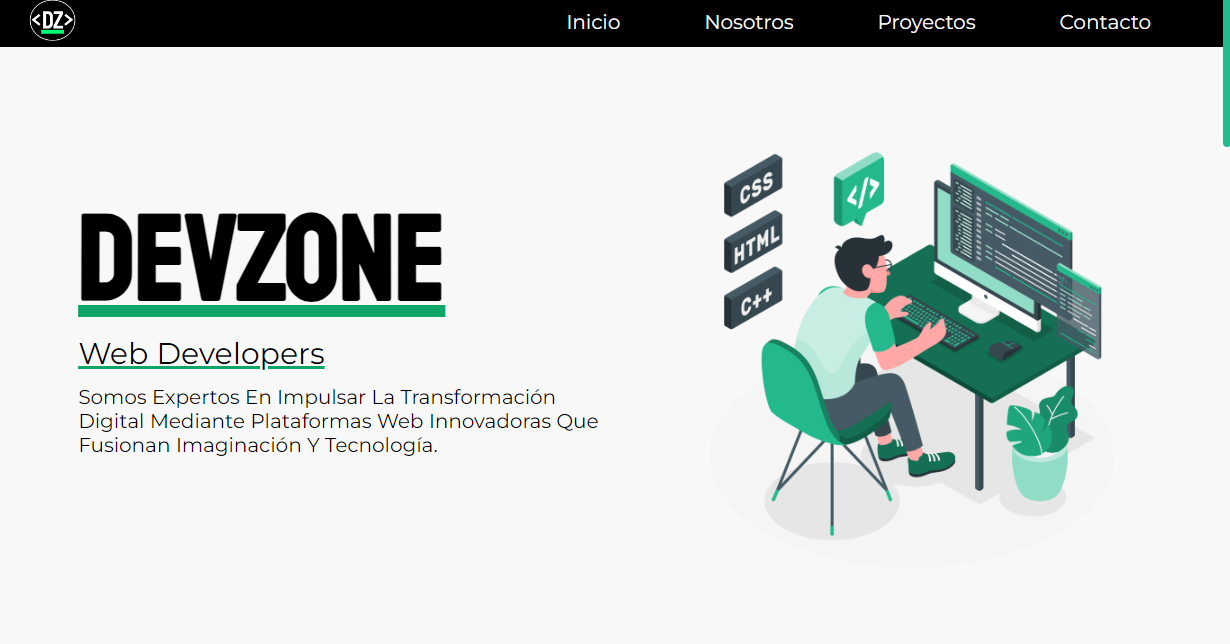 <DZ>
Inicio Nosotros Proyectos Contacto
DEVZONE
Web Developers
Somos Expertos En Impulsar La Transformación
Digital Mediante Plataformas Web Innovadoras Que
Fusionan Imaginación Y Tecnología.
CSS
</>
HTML
C++